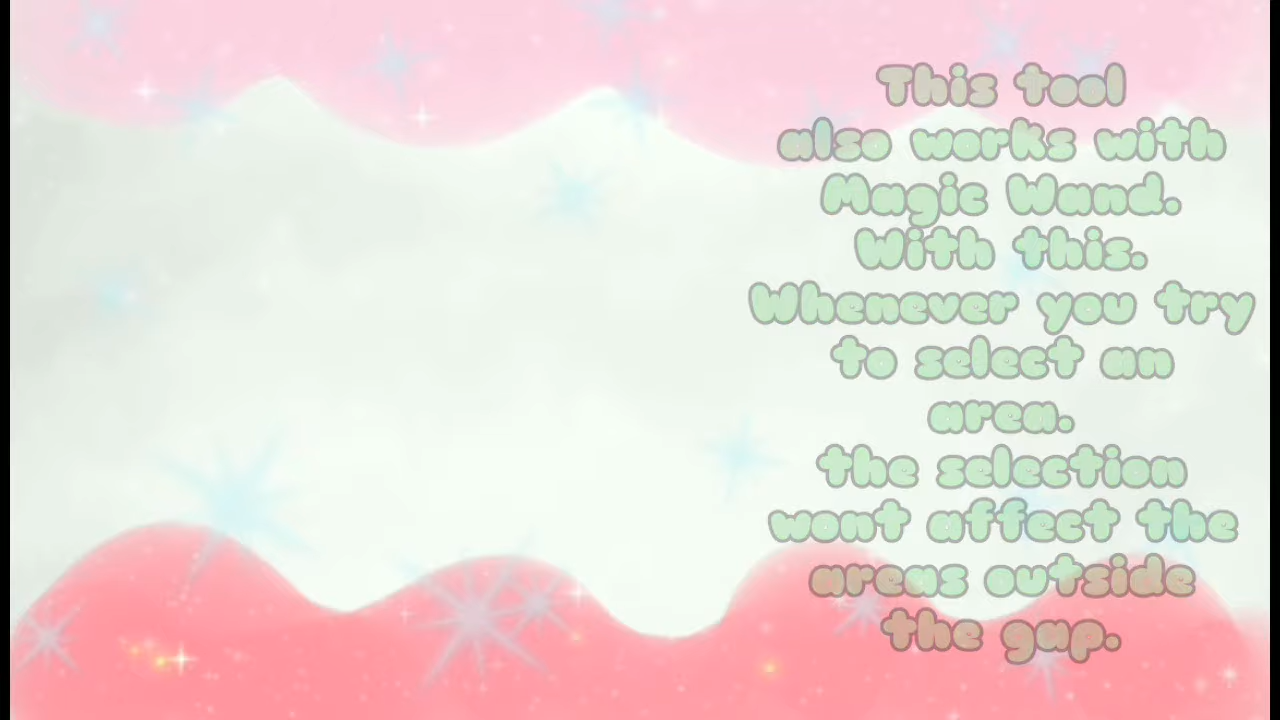 This tool
also works with
Magic Wand.
With this.
Whenever you try
to select an
area.
the selection
wont affect the
areas outside
the gap.